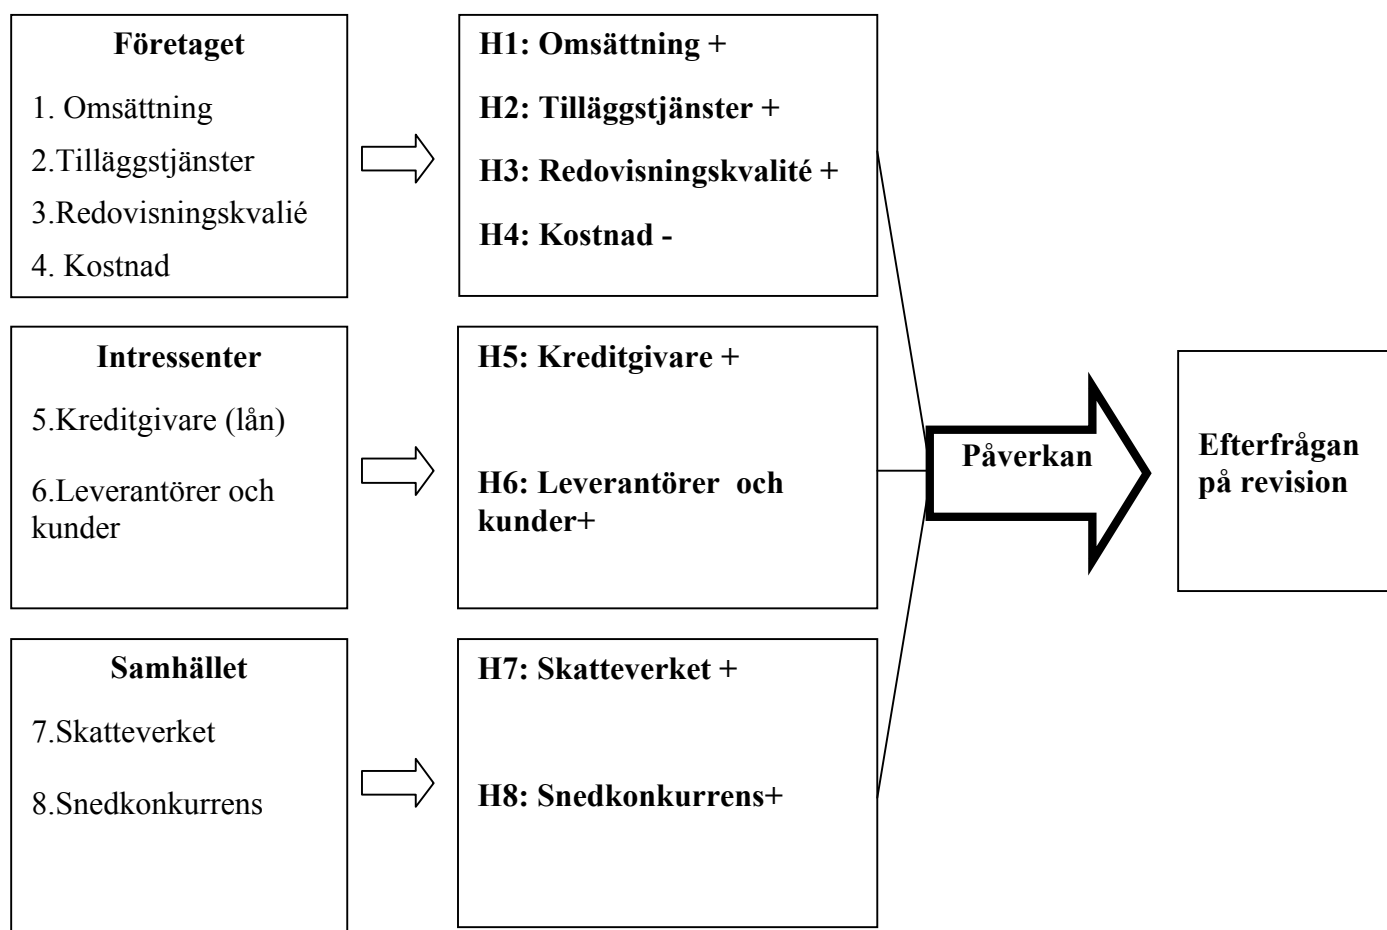 Företaget
1. Omsättning
2.Tilläggstjänster
3.Redovisningskvalié
4. Kostnad
H1: Omsättning +
H2: Tilläggstjänster +
H3: Redovisningskvalité +
H4: Kostnad -
Intressenter
5.Kreditgivare (lån)
6.Leverantörer och
kunder
H5: Kreditgivare +
H6: Leverantörer och
kunder+
Samhället
7.Skatteverket
8.Snedkonkurrens
H7: Skatteverket +
H8: Snedkonkurrens+
Påverkan
Efterfrågan
på revision